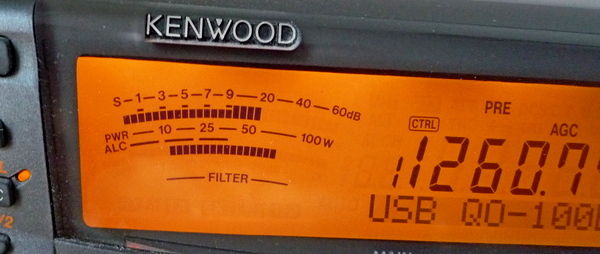 KENWOOD
S-1-3-5-7-9-20-40-60dB
PRE
PWR 10 25 50 100W
CTRL AGC
ALC
1260.7
FILTER
USB QO-100